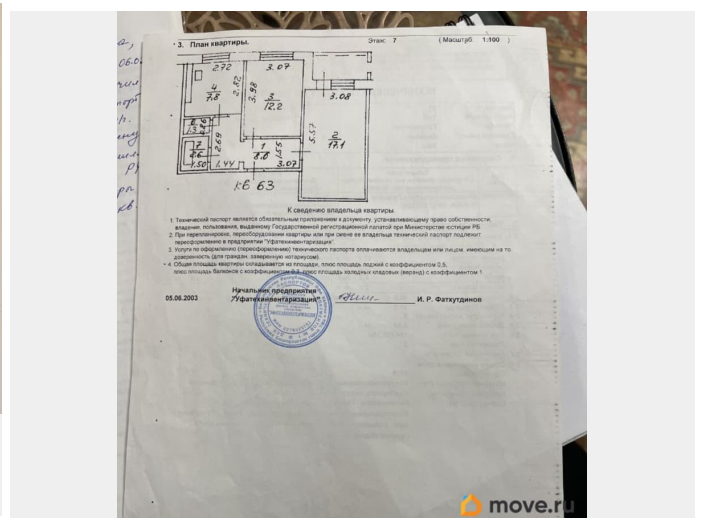 3. План квартиры.
Этаж: 7
( Масштаб 1:100 )
2.72
3.07
3.08
4
7.8
2.82
3.98
3
12.2
5.57
2
17.1
2.69
1
8.0
1.55
7
2.6
1.50
1.44
3.07
кв 63
К сведению владельца квартиры.
1. Технический паспорт является обязательным приложением к документу, устанавливающему право собственности,
владение, пользования, выданному Государственной регистрационной палатой при Министерстве юстиции РБ.
2. При перепланировке, переоборудовании квартиры или при смене ее владельца технический паспорт подлежит
переоформлению в предприятии "Уфатехинвентаризация".
3. Услуги по оформлению (переоформлению) технического паспорта оплачиваются владельцем или лицом, имеющим на то
доверенность (для граждан, заверенную нотариусом).
4. Общая площадь квартиры складывается из площади, плюс площадь лоджий с коэффициентом 0,5,
плюс площадь балконов с коэффициентом 0,3, плюс площадь холодных кладовых (веранд) с коэффициентом 1.
Начальник предприятия
05.06.2003
"Уфатехинвентаризация"
И. Р. Фатхутдинов
move.ru